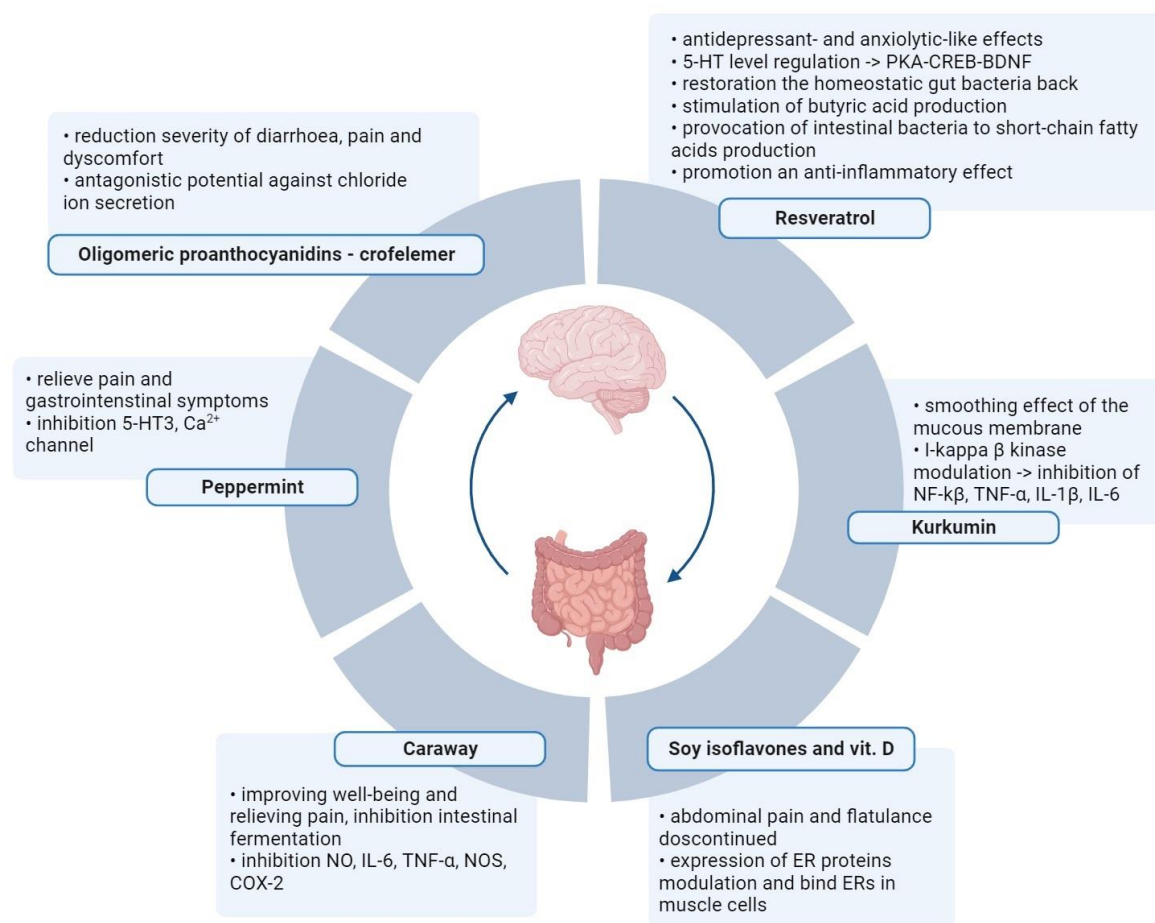 • antidepressant- and anxiolytic-like effects
• 5-HT level regulation -> PKA-CREB-BDNF
• restoration the homeostatic gut bacteria back
• stimulation of butyric acid production
• provocation of intestinal bacteria to short-chain fatty
acids production
• promotion an anti-inflammatory effect
Resveratrol
• reduction severity of diarrhoea, pain and
dyscomfort
• antagonistic potential against chloride
ion secretion
Oligomeric proanthocyanidins - crofelemer
• relieve pain and
gastrointenstinal symptoms
• inhibition 5-HT3, Ca²⁺
channel
Peppermint
• smoothing effect of the
mucous membrane
• I-kappa β kinase
modulation -> inhibition of
NF-kβ, TNF-α, IL-1β, IL-6
Kurkumin
Caraway
• improving well-being and
relieving pain, inhibition intestinal
fermentation
• inhibition NO, IL-6, TNF-α, NOS,
COX-2
Soy isoflavones and vit. D
• abdominal pain and flatulance
doscontinued
• expression of ER proteins
modulation and bind ERs in
muscle cells